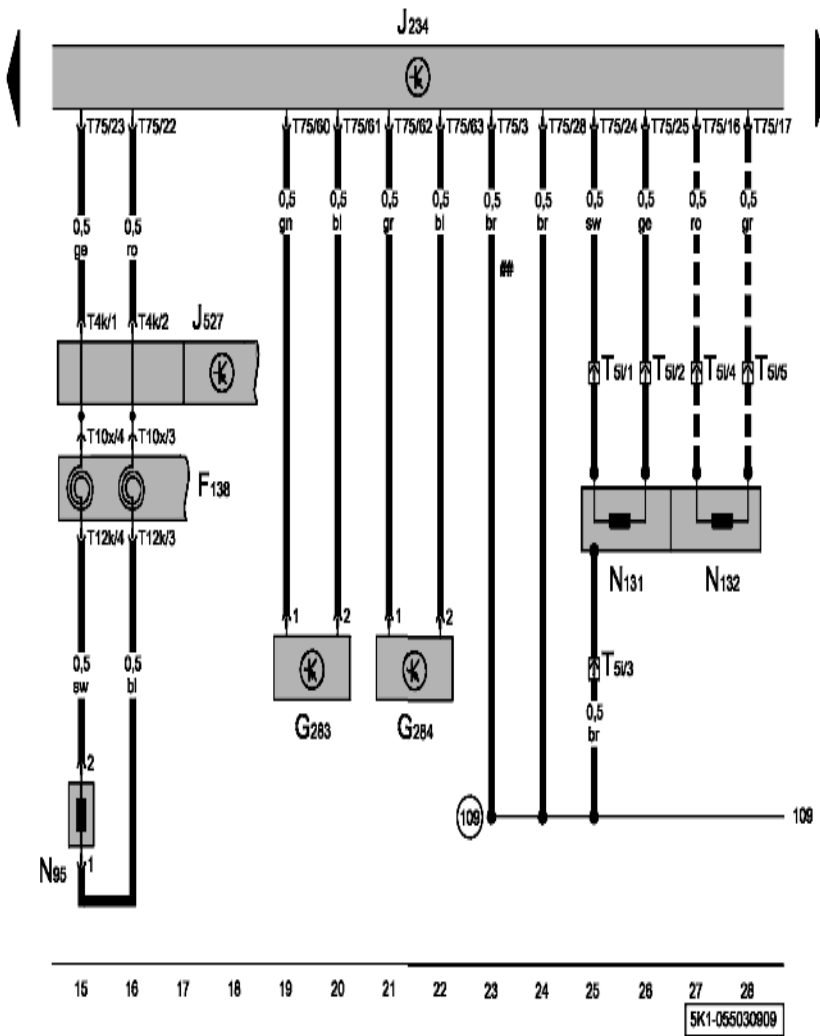 J234
T75/23 T75/22 T75/60 T75/61 T75/62 T75/63 T75/3 T75/28 T75/24 T75/25 T75/16 T75/17
0,5 0,5 0,5 0,5 0,5 0,5 0,5 0,5 0,5 0,5
gn bl gr bl br br sw ge ro gr
0,5 0,5
ge ro
##
T4k/1 T4k/2 J527
T5l/1 T5l/2 T5l/4 T5l/5
T10x/4 T10x/3
F138
T12k/4 T12k/3
N131 N132
1 2 1 2
0,5 0,5
sw bl
T5l/3
G283 G284
0,5
br
2
109 109
N95 1
15 16 17 18 19 20 21 22 23 24 25 26 27 28
5K1-055030909